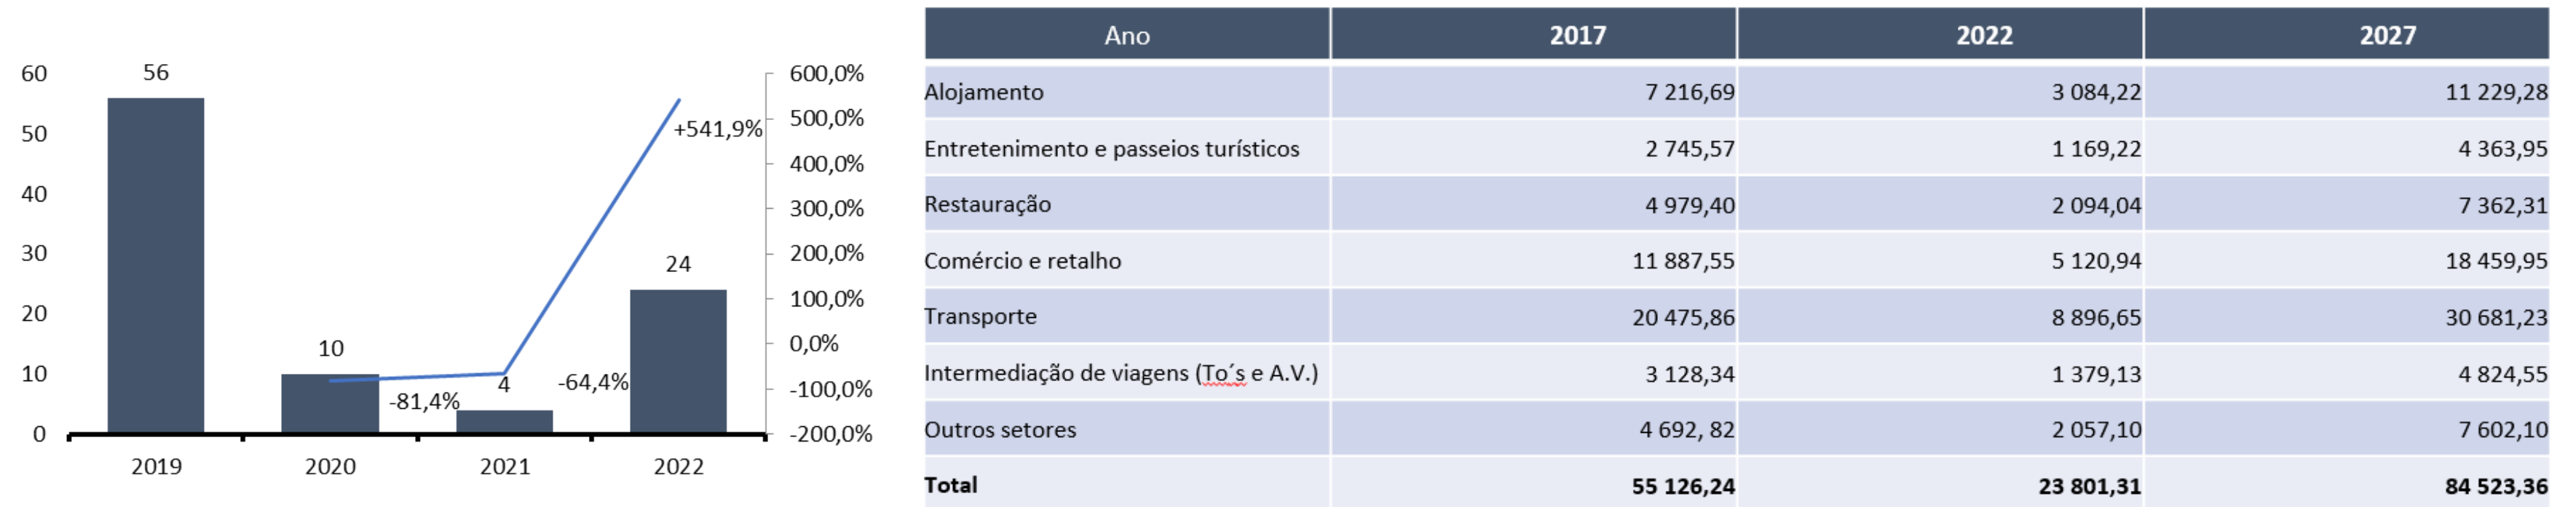 60
50
40
30
20
10
0
56
10
4
24
-81,4%
-64,4%
+541,9%
600,0%
500,0%
400,0%
300,0%
200,0%
100,0%
0,0%
-100,0%
-200,0%
2019 2020 2021 2022
Ano 2017 2022 2027
Alojamento 7 216,69 3 084,22 11 229,28
Entretenimento e passeios turísticos 2 745,57 1 169,22 4 363,95
Restauração 4 979,40 2 094,04 7 362,31
Comércio e retalho 11 887,55 5 120,94 18 459,95
Transporte 20 475,86 8 896,65 30 681,23
Intermediação de viagens (To´s e A.V.) 3 128,34 1 379,13 4 824,55
Outros setores 4 692, 82 2 057,10 7 602,10
Total 55 126,24 23 801,31 84 523,36